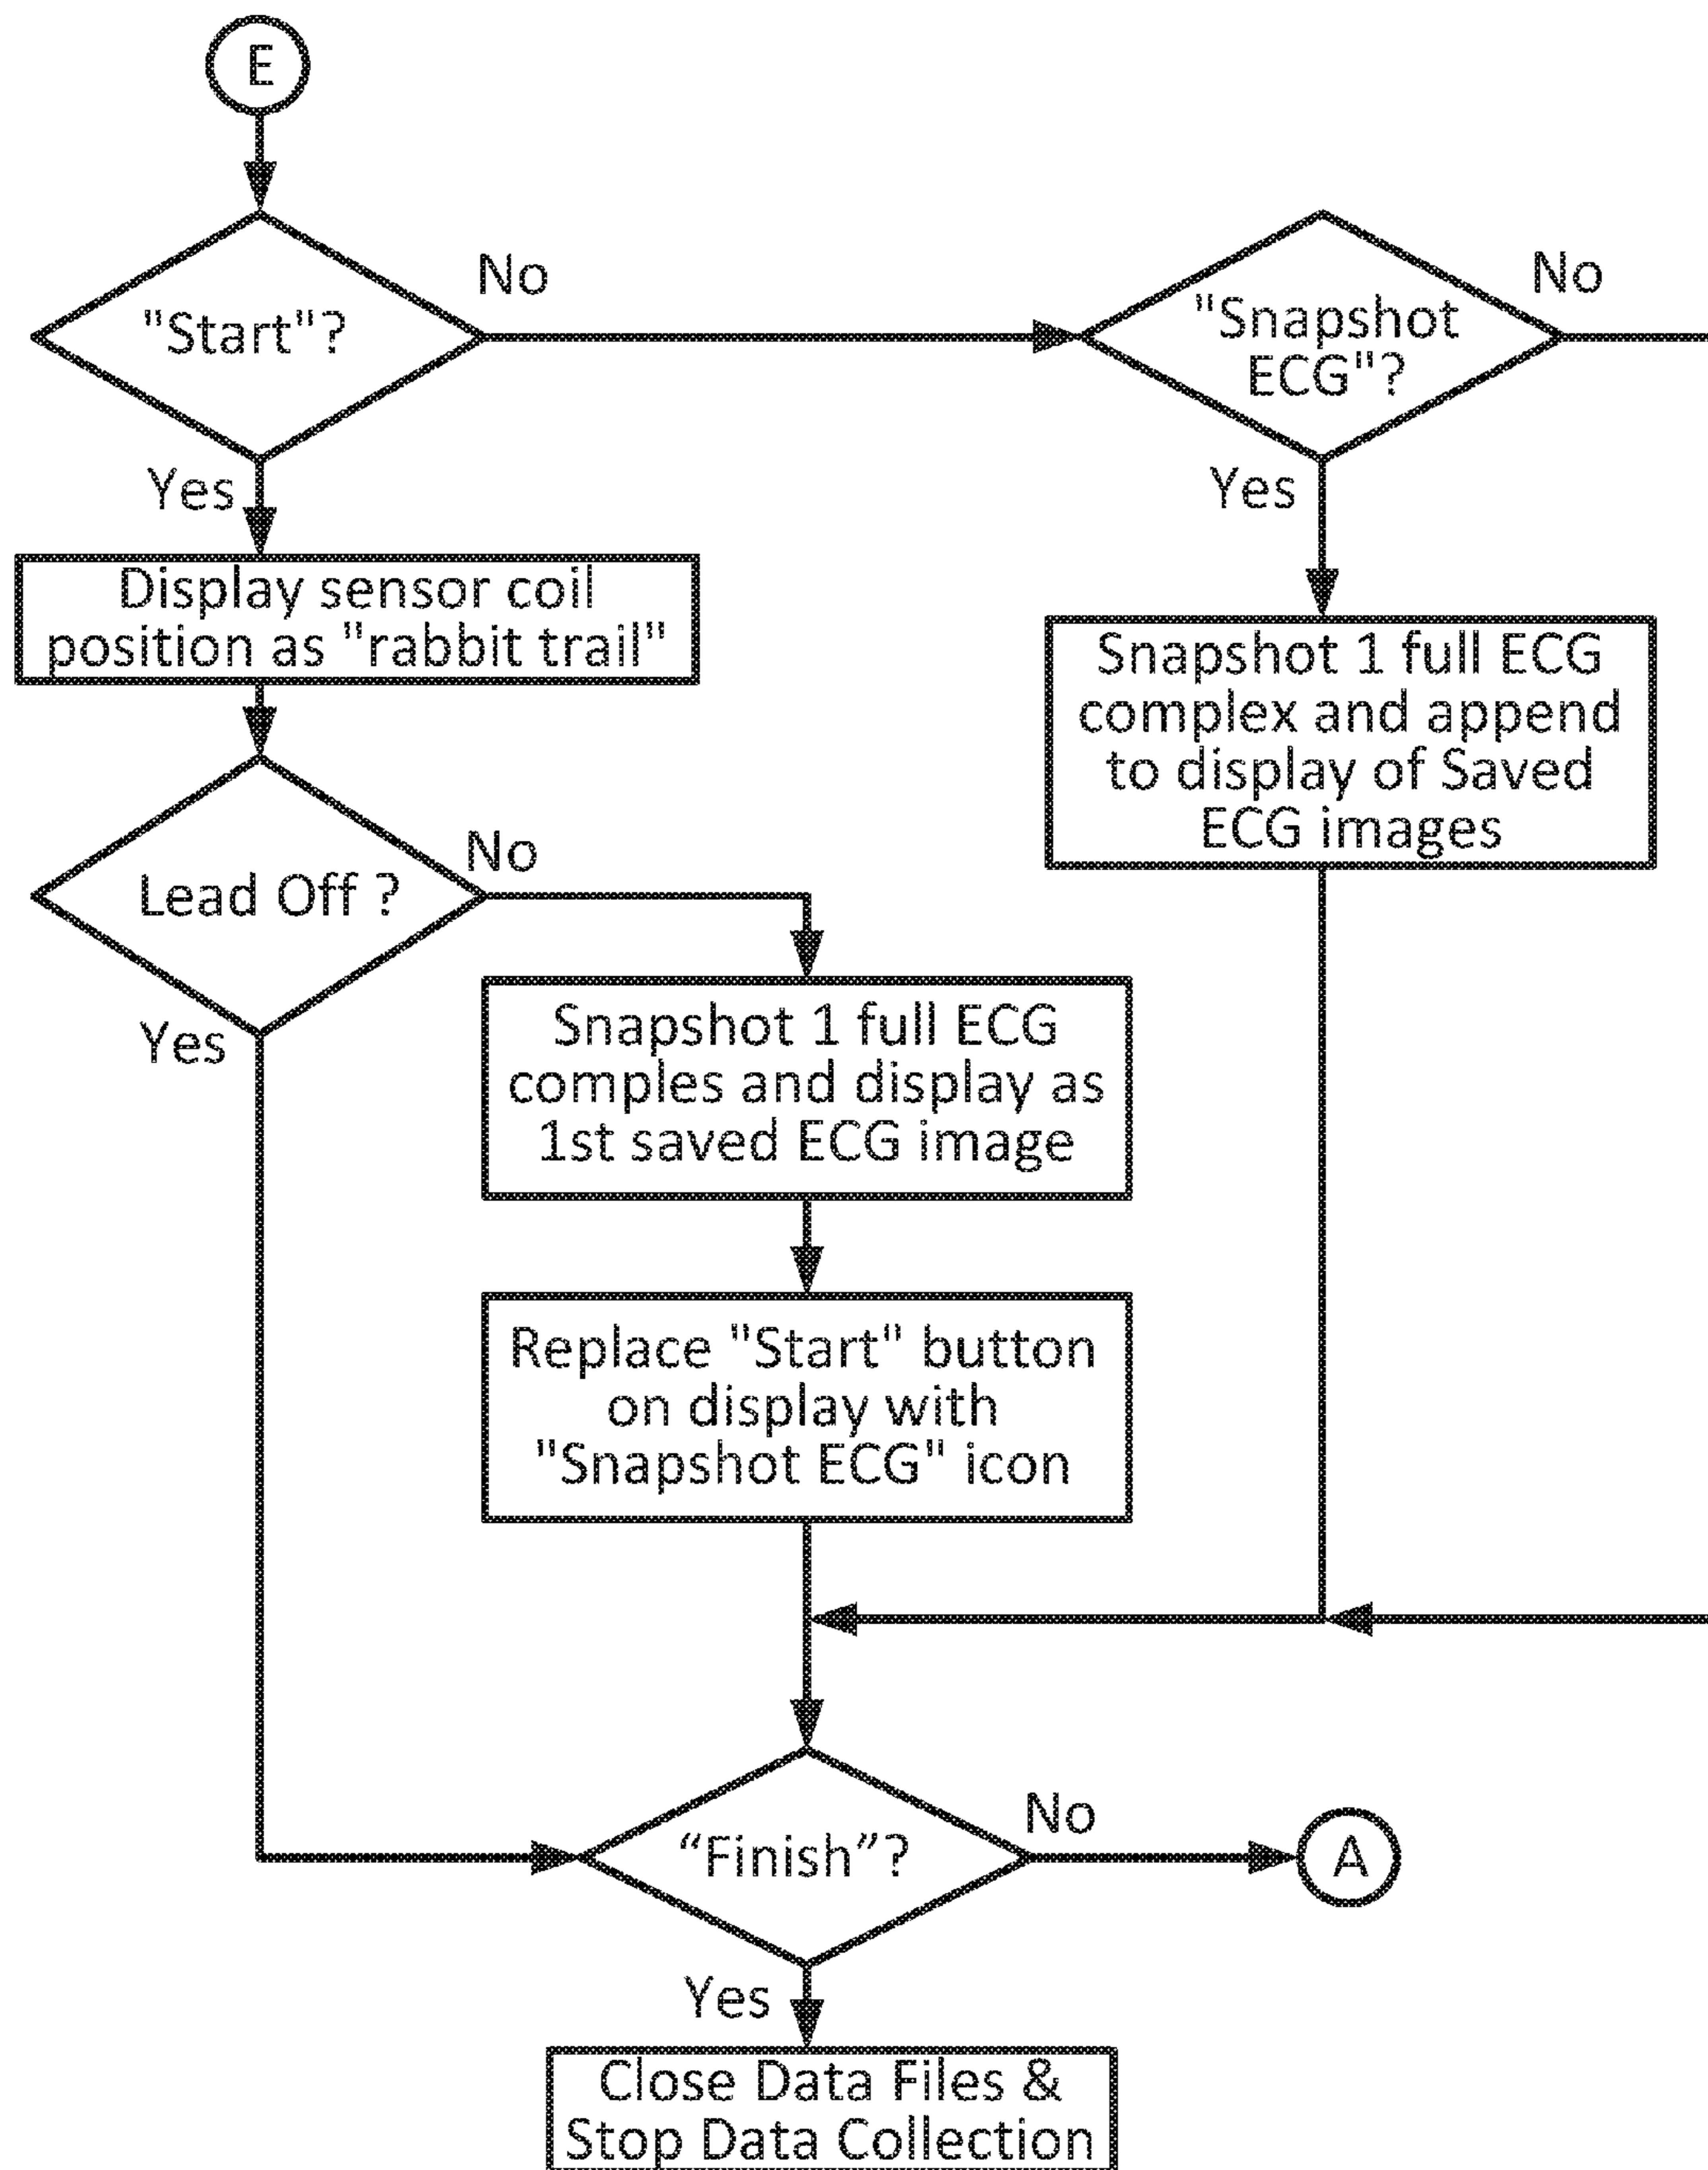 E
"Start"?
No
"Snapshot
ECG"?
No
Yes
Yes
Display sensor coil
position as "rabbit trail"
Snapshot 1 full ECG
complex and append
to display of Saved
ECG images
Lead Off ?
No
Yes
Snapshot 1 full ECG
comples and display as
1st saved ECG image
Replace "Start" button
on display with
"Snapshot ECG" icon
“Finish”?
No
A
Yes
Close Data Files &
Stop Data Collection